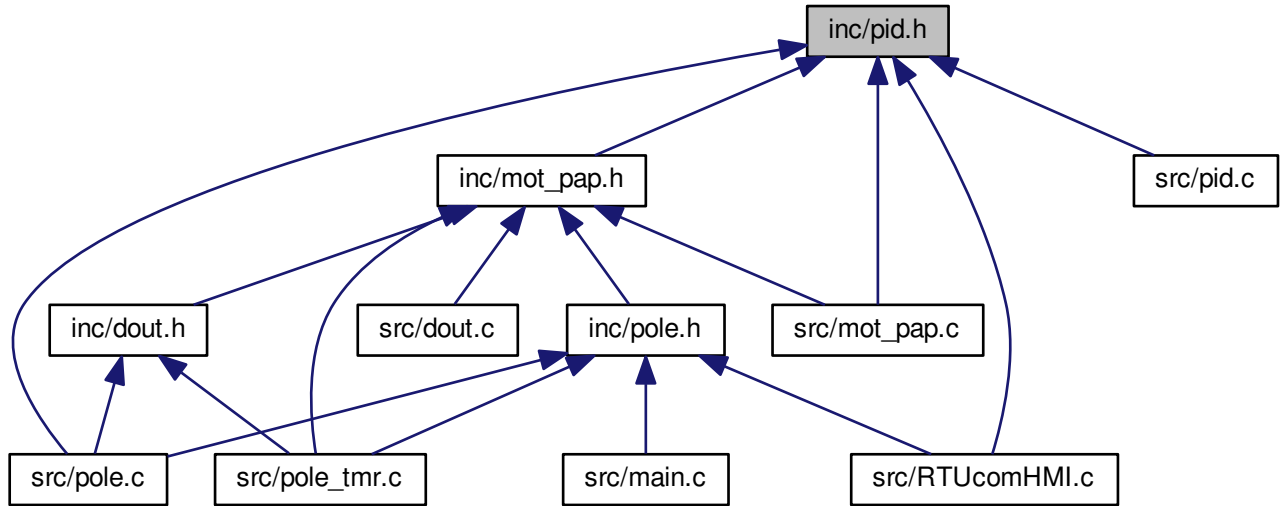 inc/pid.h
inc/mot_pap.h
src/pid.c
inc/dout.h
src/dout.c
inc/pole.h
src/mot_pap.c
src/pole.c
src/pole_tmr.c
src/main.c
src/RTUcomHMI.c